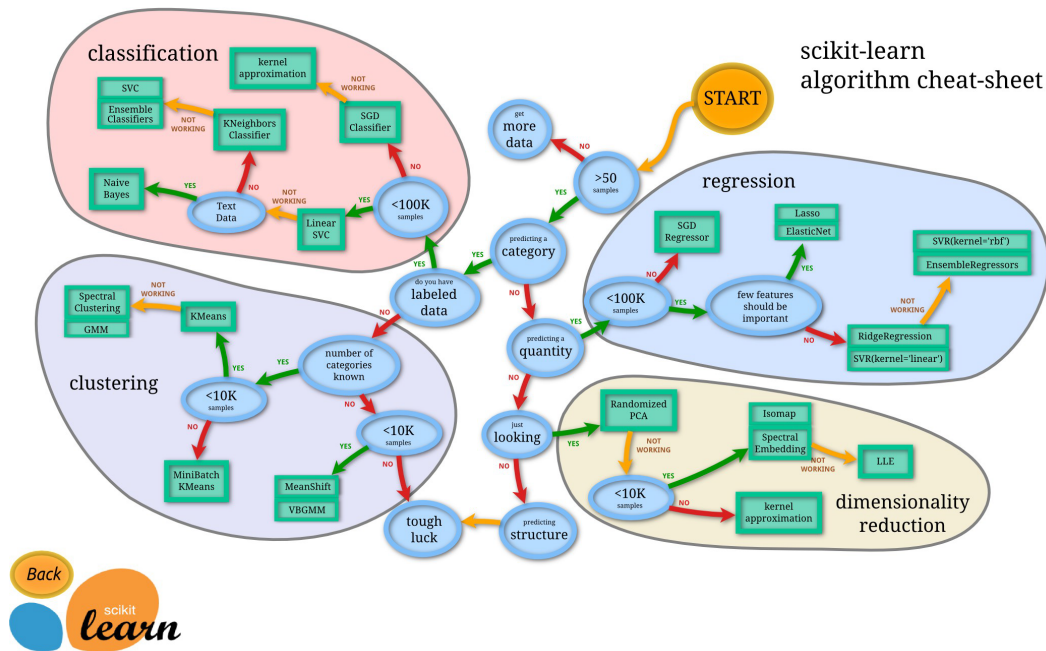 scikit-learn
algorithm cheat-sheet
START
classification
kernel
approximation
NOT
WORKING
SVC
Ensemble
Classifiers
NOT
WORKING
KNeighbors
Classifier
SGD
Classifier
NO
Naive
Bayes
YES
NO
Text
Data
NOT
WORKING
Linear
SVC
YES
<100K
samples
YES
get
more
data
NO
>50
samples
YES
predicting a
category
YES
NO
do you have
labeled
data
NO
predicting a
quantity
YES
NO
just
looking
YES
NO
predicting
structure
tough
luck
regression
SGD
Regressor
NO
<100K
samples
YES
Lasso
ElasticNet
YES
few features
should be
important
NO
SVR(kernel='rbf')
EnsembleRegressors
NOT
WORKING
RidgeRegression
SVR(kernel='linear')
clustering
Spectral
Clustering
GMM
NOT
WORKING
KMeans
YES
number of
categories
known
YES
NO
<10K
samples
NO
MiniBatch
KMeans
<10K
samples
YES
NO
MeanShift
VBGMM
Randomized
PCA
NOT
WORKING
<10K
samples
YES
NO
Isomap
Spectral
Embedding
NOT
WORKING
LLE
kernel
approximation
dimensionality
reduction
Back
scikit
learn